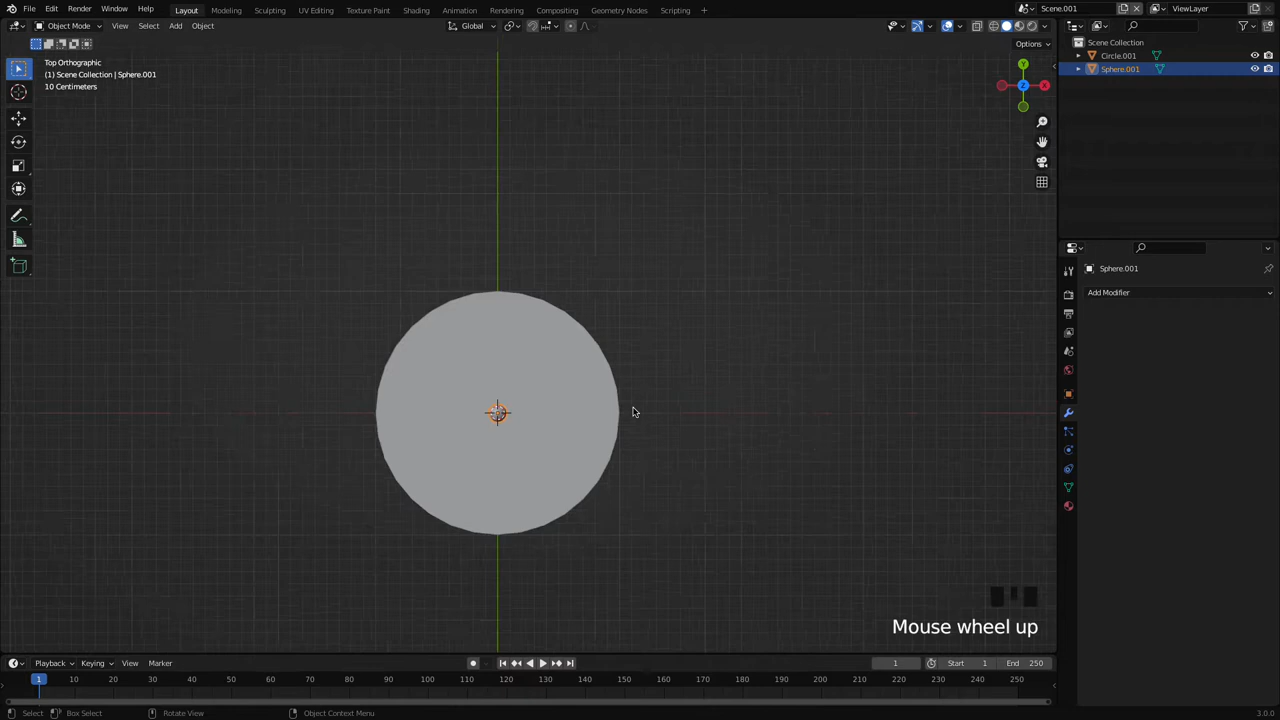 File Edit Render Window Help Layout Modeling Sculpting UV Editing Texture Paint Shading Animation Rendering Compositing Geometry Nodes Scripting + Scene.001 ViewLayer
Object Mode View Select Add Object Global
Options
Top Orthographic
(1) Scene Collection | Sphere.001
10 Centimeters
Y
X
Z
Scene Collection
Circle.001
Sphere.001
Sphere.001
Add Modifier
Mouse wheel up
Playback Keying View Marker 1 Start 1 End 250
1 10 20 30 40 50 60 70 80 90 100 110 120 130 140 150 160 170 180 190 200 210 220 230 240 250
Select Box Select Rotate View Object Context Menu 3.0.0